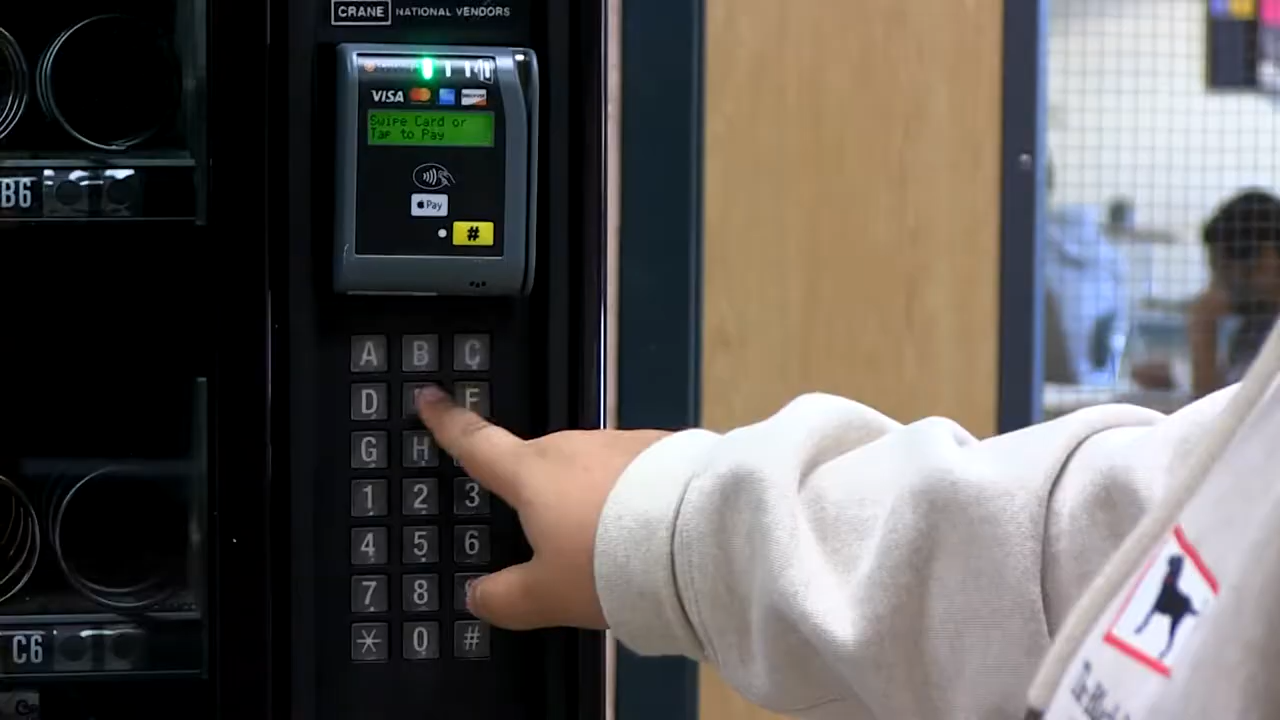 CRANE NATIONAL VENDORS
VISA
DISCOVER
Swipe Card or
Tap to Pay
Pay
#
B6
A B C
D F
G H
1 2 3
4 5 6
7 8
* 0 #
C6